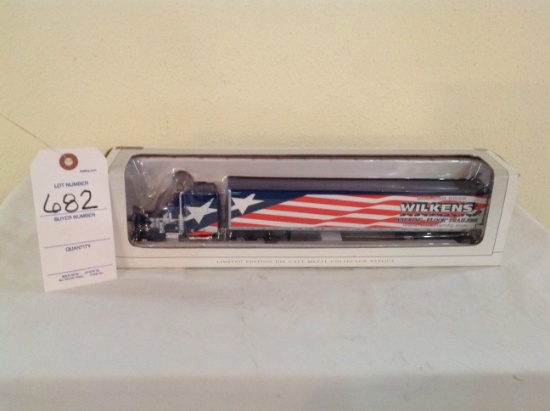 LOT NUMBER
682
BUYER NUMBER
QUANTITY
WILKENS
LIMITED EDITION DIE CAST METAL COLLECTOR REPLICA